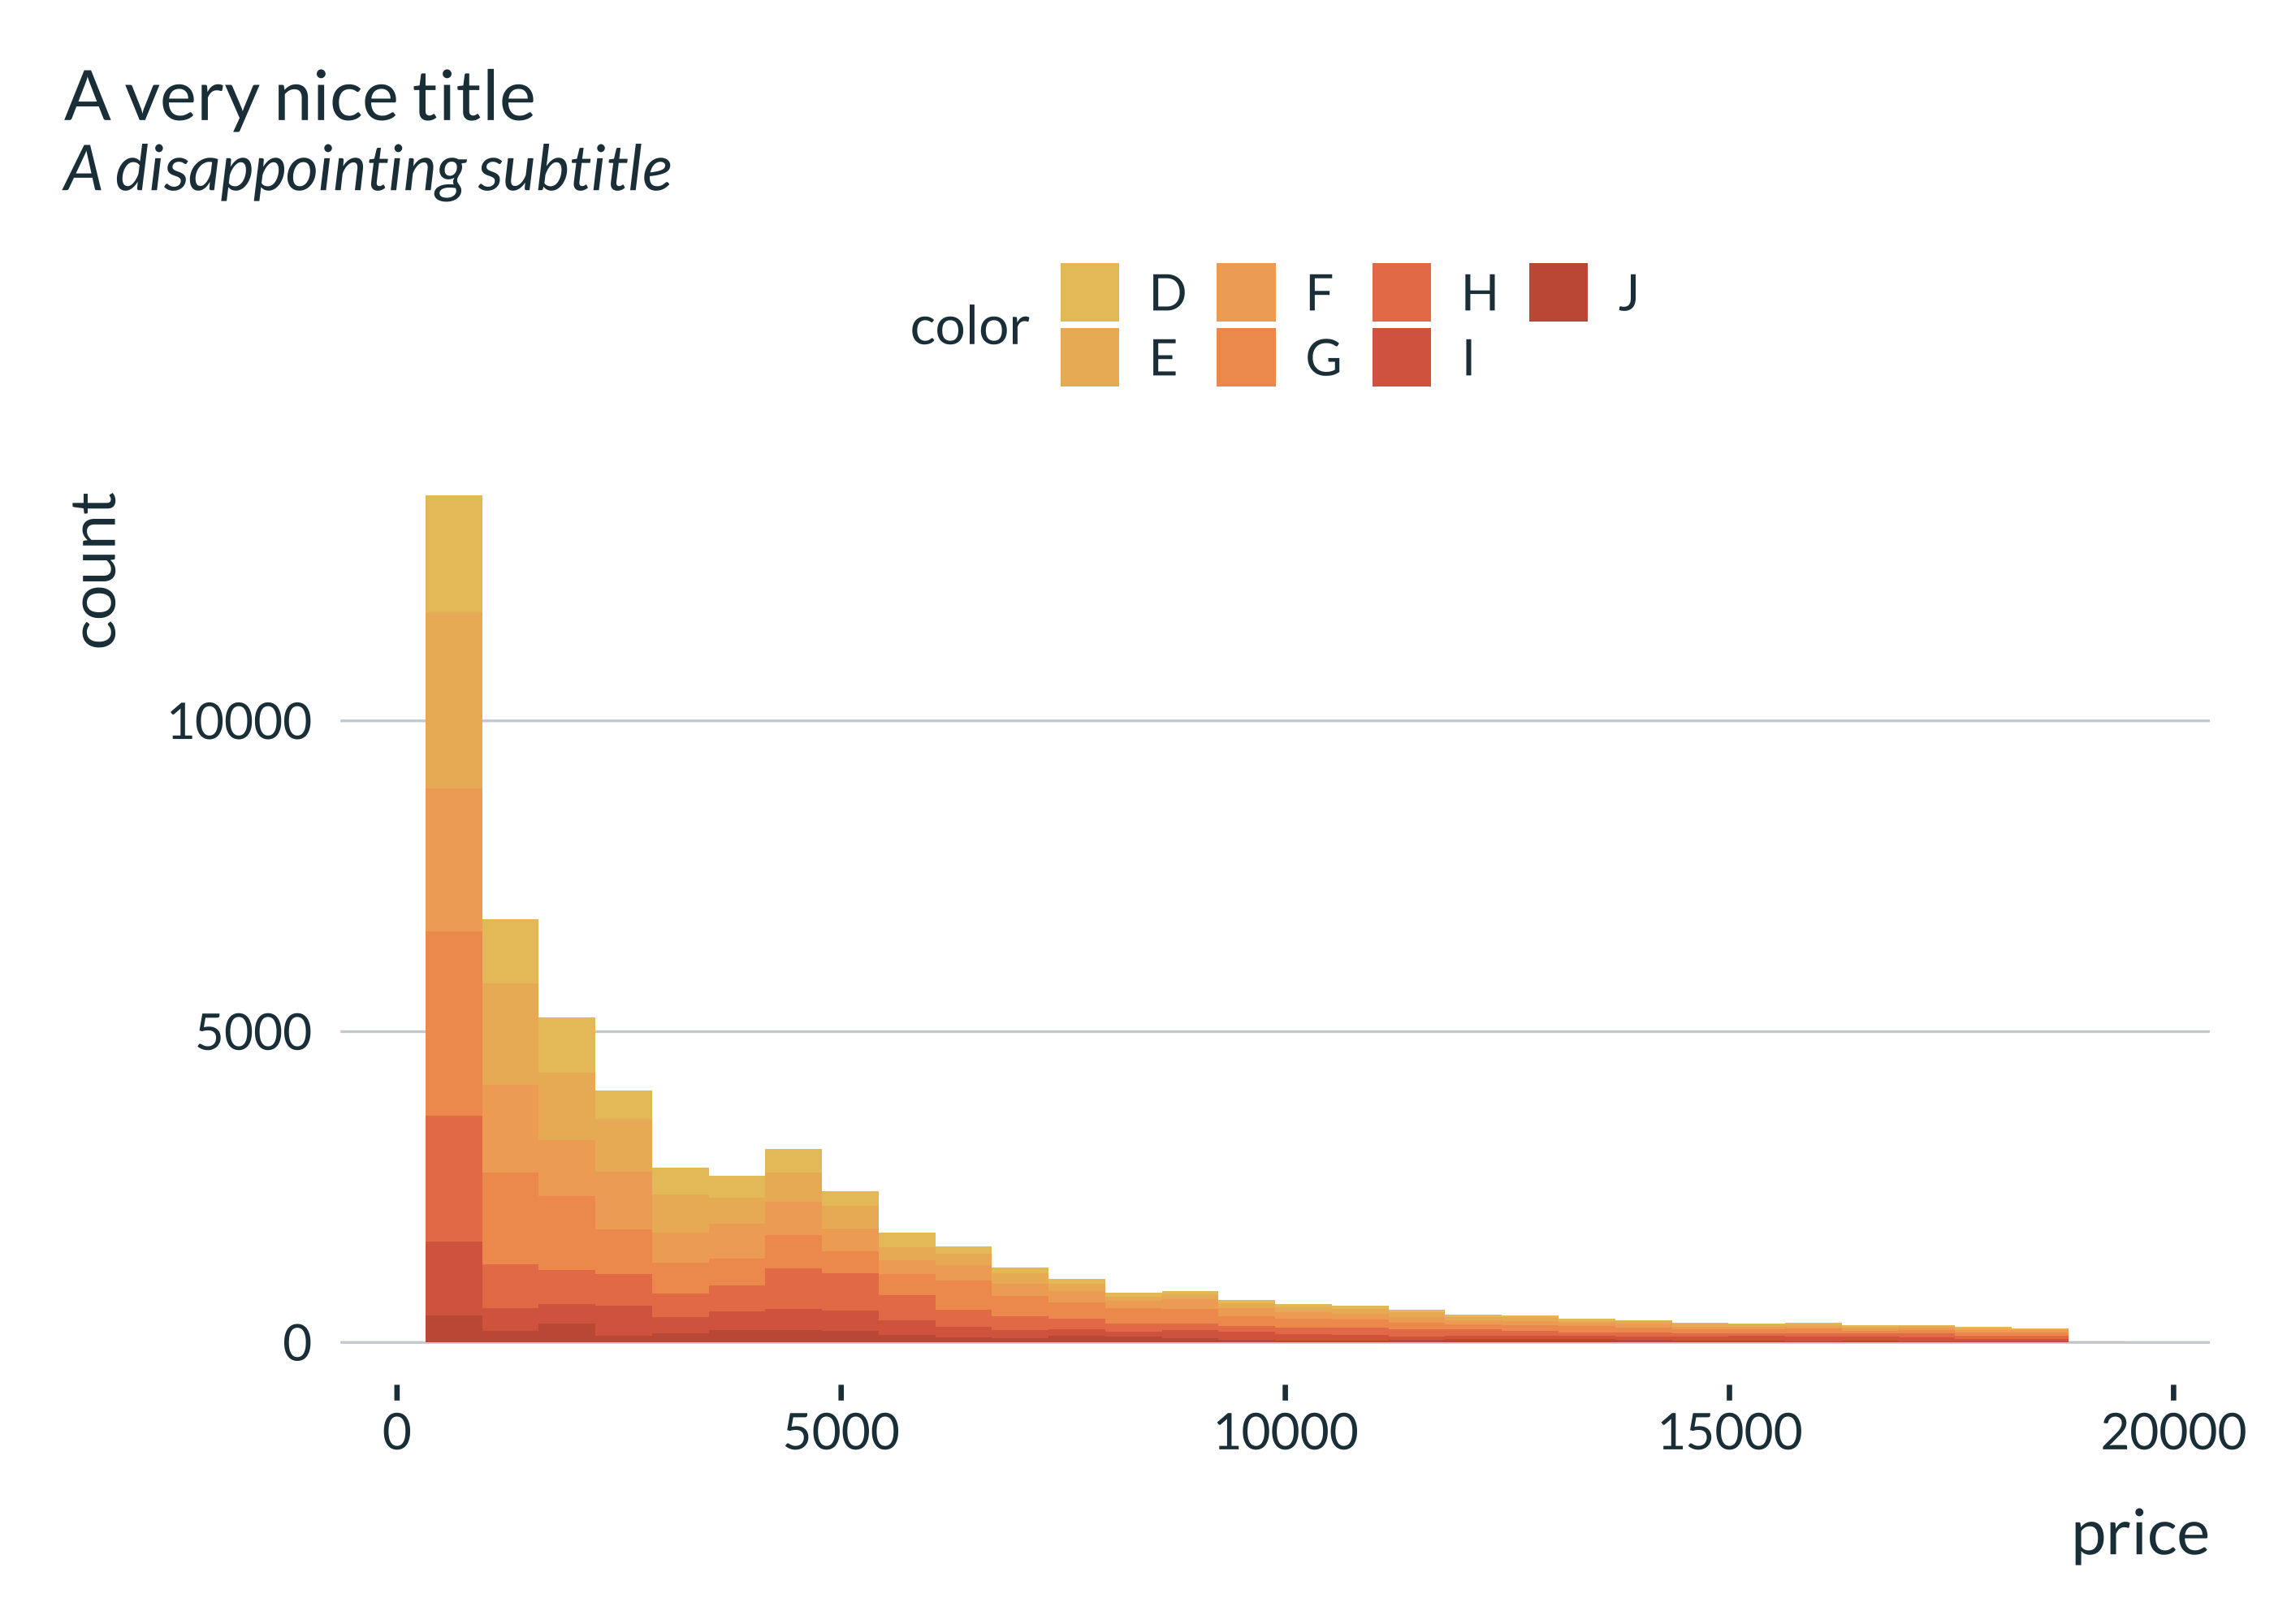 A very nice title
A disappointing subtitle
color
D F H J
E G I
count
10000
5000
0
0 5000 10000 15000 20000
price